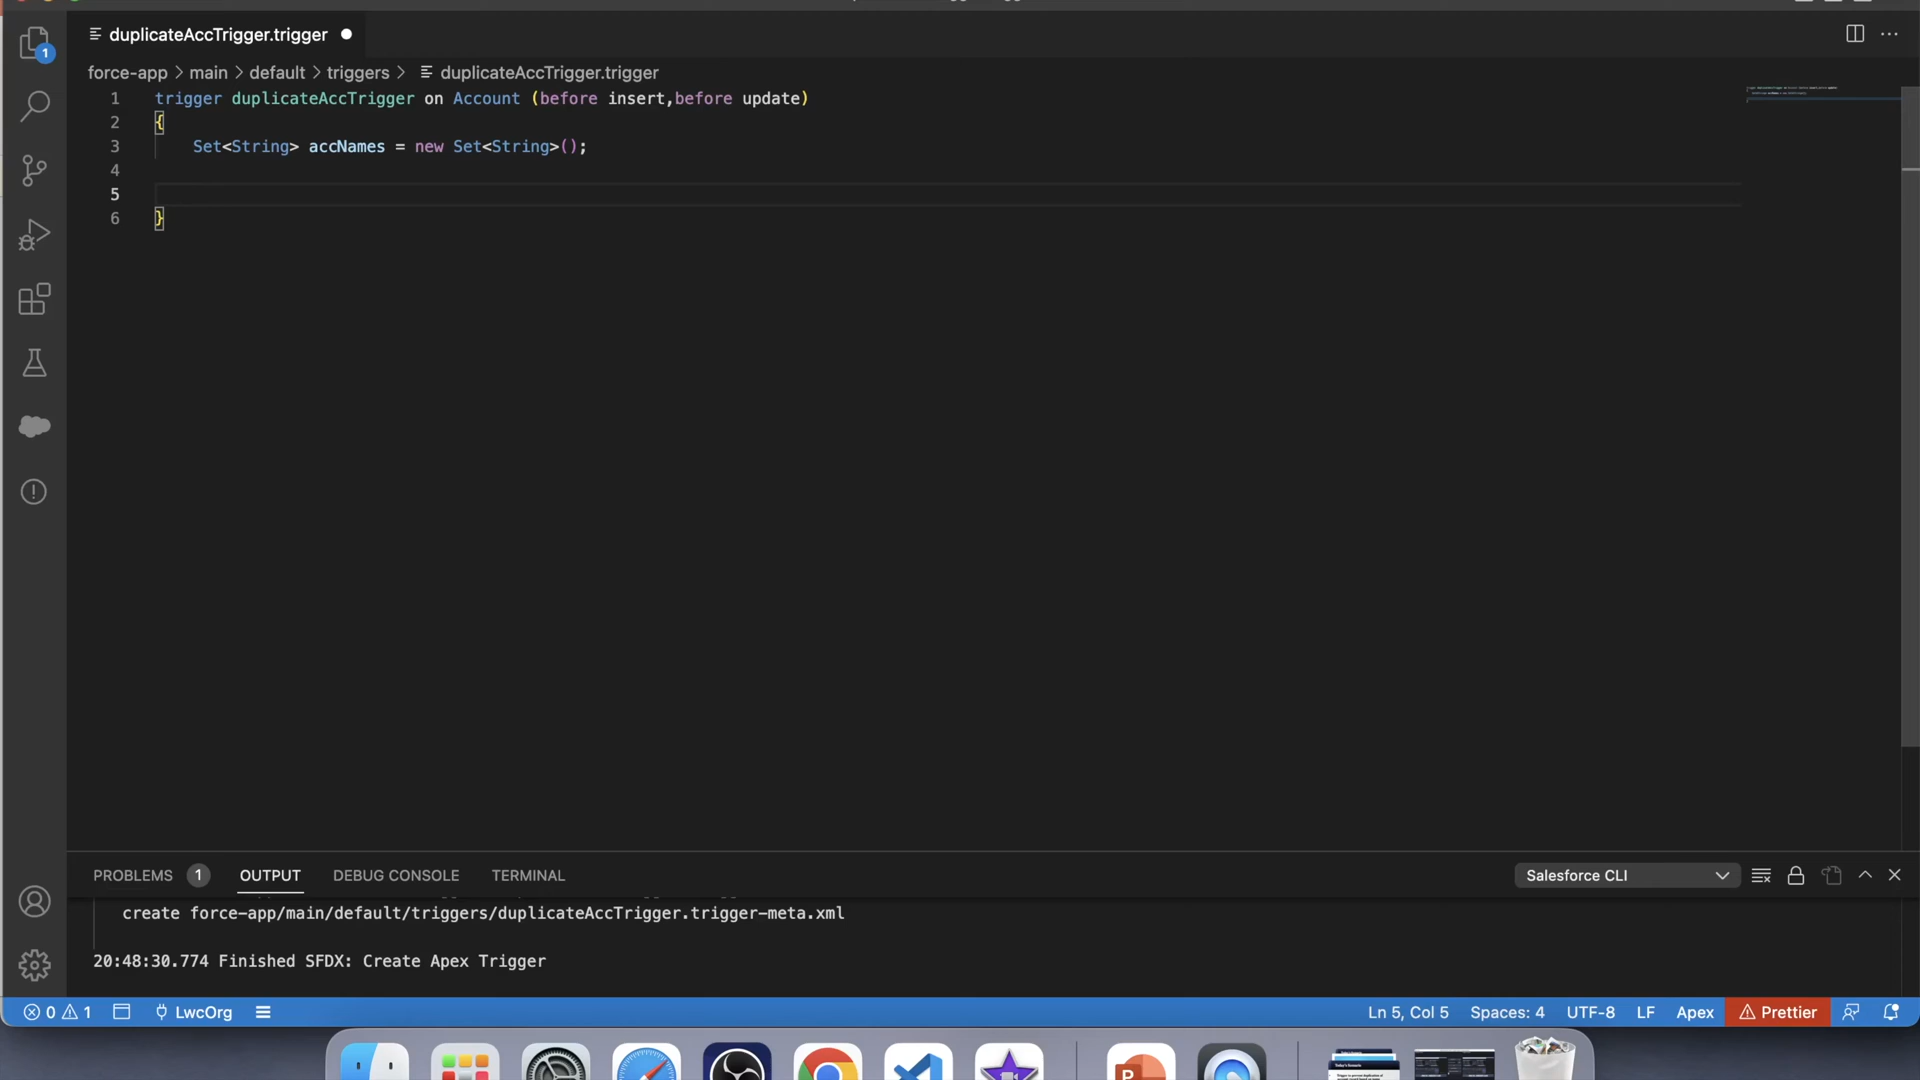 1
duplicateAccTrigger.trigger
force-app > main > default > triggers > duplicateAccTrigger.trigger
1 trigger duplicateAccTrigger on Account (before insert,before update)
2 {
3 Set<String> accNames = new Set<String>();
4
5
6 }
PROBLEMS 1 OUTPUT DEBUG CONSOLE TERMINAL Salesforce CLI
create force-app/main/default/triggers/duplicateAccTrigger.trigger-meta.xml
20:48:30.774 Finished SFDX: Create Apex Trigger
0 1 LwcOrg Ln 5, Col 5 Spaces: 4 UTF-8 LF Apex Prettier
P